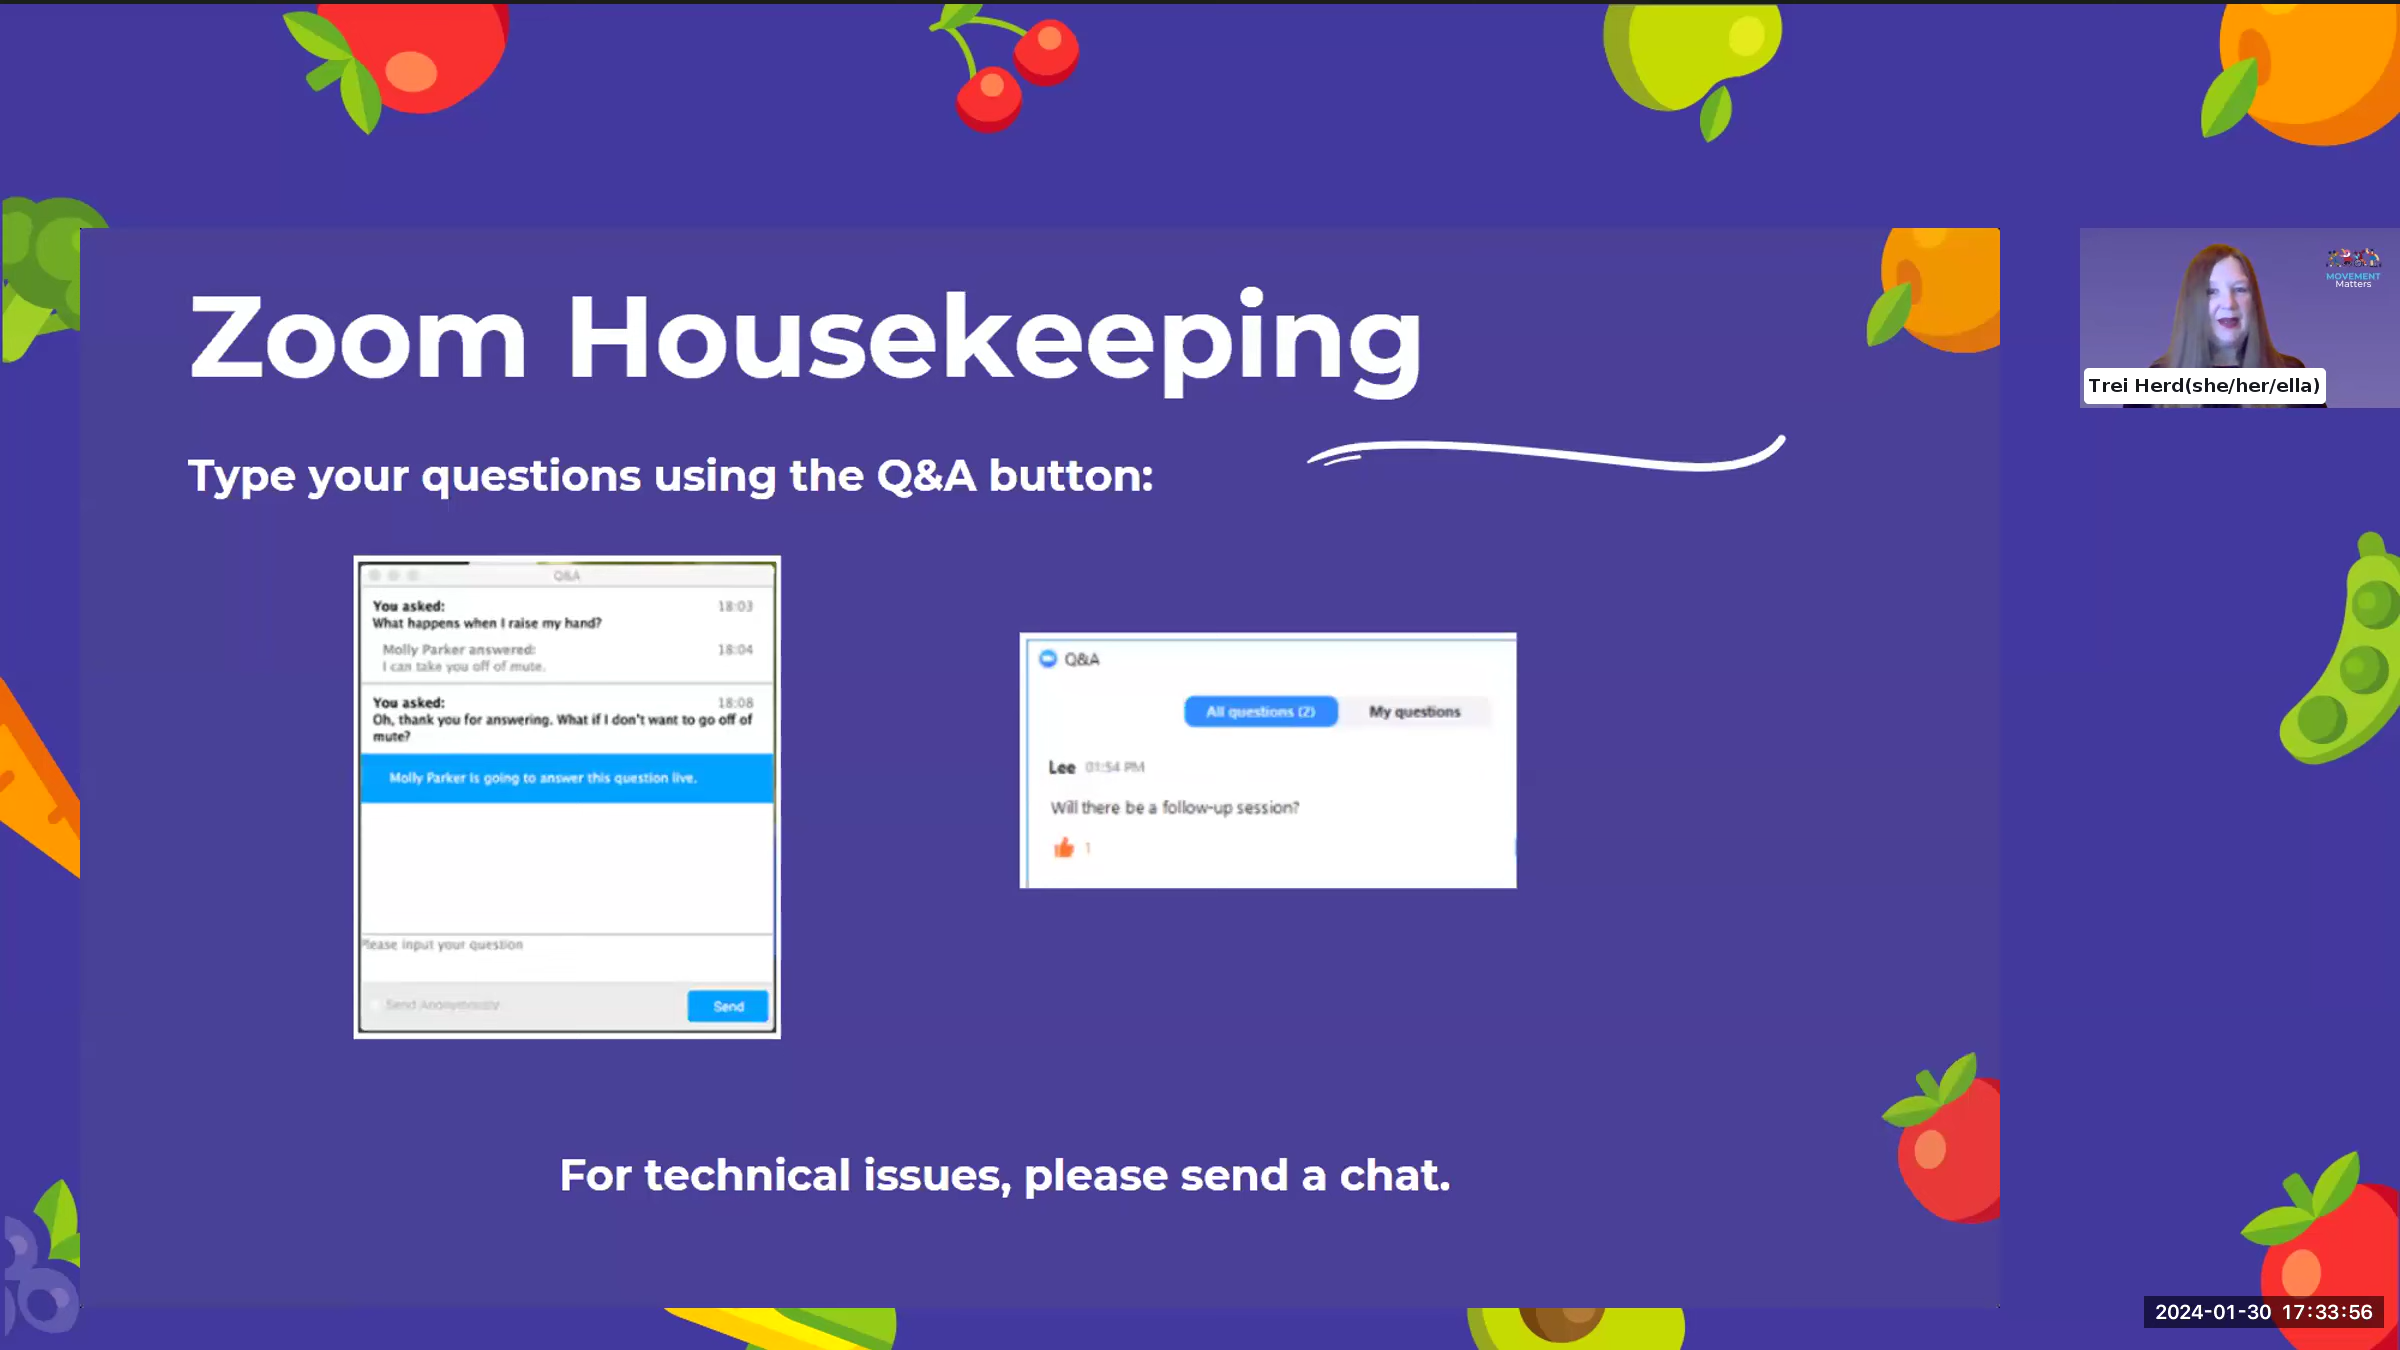 Zoom Housekeeping
Type your questions using the Q&A button:
Q&A
You asked: 18:03
What happens when I raise my hand?
Molly Parker answered: 18:04
I can take you off of mute.
You asked: 18:08
Oh, thank you for answering. What if I don't want to go off of
mute?
Molly Parker is going to answer this question live.
Please input your question
Send Anonymously
Send
Q&A
All questions (2) My questions
Lee 01:54 PM
Will there be a follow-up session?
1
For technical issues, please send a chat.
MOVEMENT
Matters
Trei Herd(she/her/ella)
2024-01-30 17:33:56